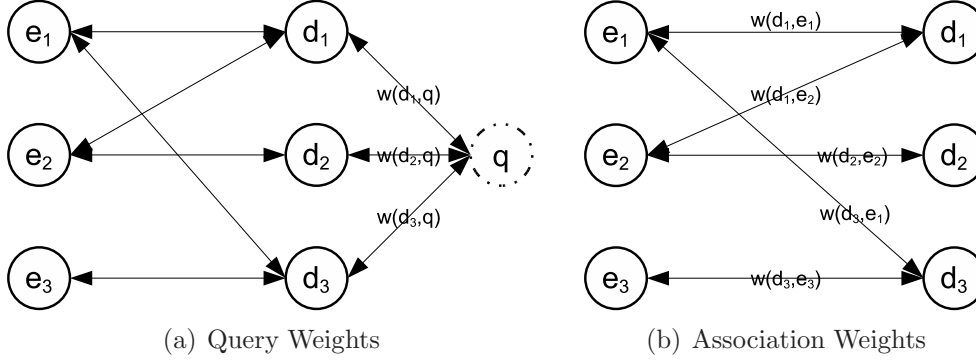 e1
d1
w(d1,q)
e2
d2
w(d2,q)
q
w(d3,q)
e3
d3
(a) Query Weights
e1
w(d1,e1)
d1
w(d1,e2)
e2
w(d2,e2)
d2
w(d3,e1)
e3
w(d3,e3)
d3
(b) Association Weights